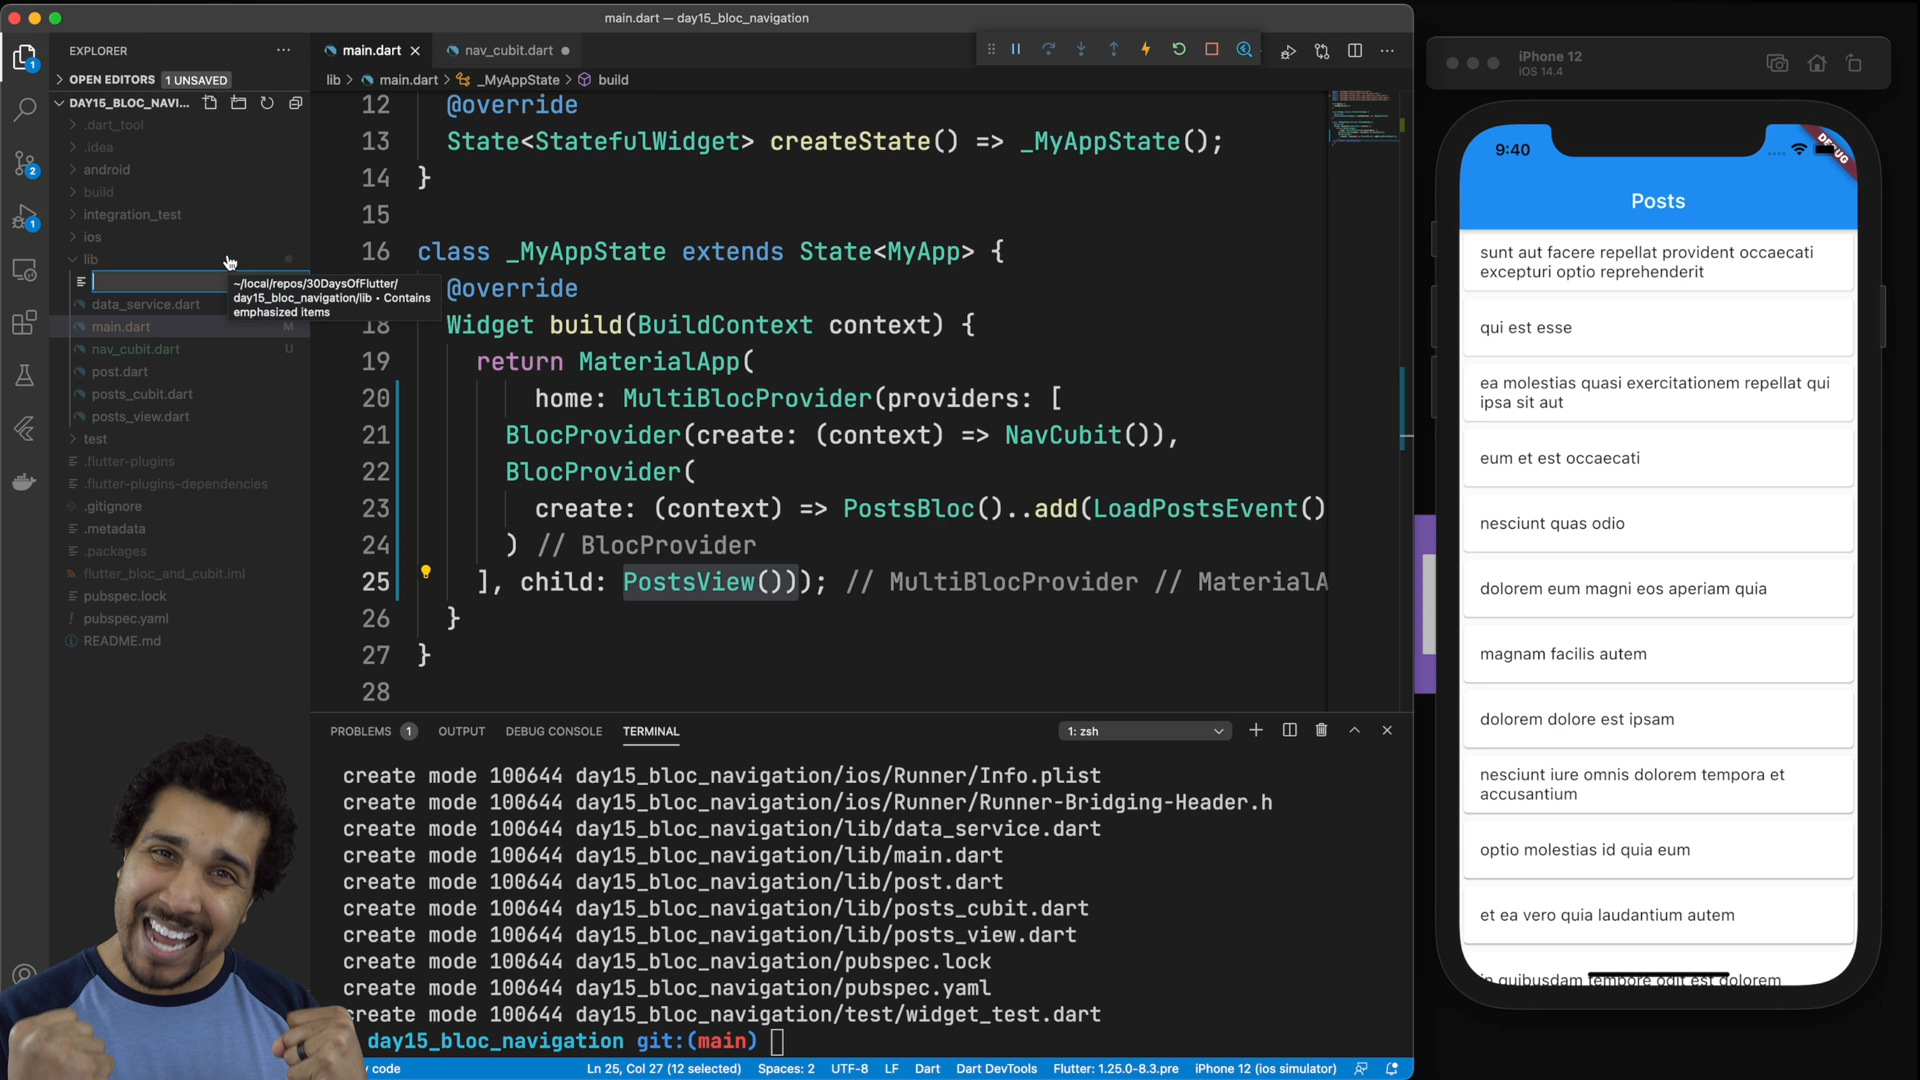 main.dart — day15_bloc_navigation
EXPLORER
main.dart
nav_cubit.dart
OPEN EDITORS 1 UNSAVED
lib > main.dart > _MyAppState > build
DAY15_BLOC_NAVI...
.dart_tool
.idea
android
build
integration_test
ios
lib
~/local/repos/30DaysOfFlutter/
day15_bloc_navigation/lib • Contains
emphasized items
data_service.dart
main.dart M
nav_cubit.dart U
post.dart
posts_cubit.dart
posts_view.dart
test
.flutter-plugins
.flutter-plugins-dependencies
.gitignore
.metadata
.packages
flutter_bloc_and_cubit.iml
pubspec.lock
pubspec.yaml
README.md
1
2
1
12 @override
13 State<StatefulWidget> createState() => _MyAppState();
14 }
15
16 class _MyAppState extends State<MyApp> {
@override
18 Widget build(BuildContext context) {
19 return MaterialApp(
20 home: MultiBlocProvider(providers: [
21 BlocProvider(create: (context) => NavCubit()),
22 BlocProvider(
23 create: (context) => PostsBloc()..add(LoadPostsEvent()
24 ) // BlocProvider
25 ], child: PostsView())); // MultiBlocProvider // MaterialA
26 }
27 }
28
PROBLEMS 1 OUTPUT DEBUG CONSOLE TERMINAL
1: zsh
create mode 100644 day15_bloc_navigation/ios/Runner/Info.plist
create mode 100644 day15_bloc_navigation/ios/Runner/Runner-Bridging-Header.h
create mode 100644 day15_bloc_navigation/lib/data_service.dart
create mode 100644 day15_bloc_navigation/lib/main.dart
create mode 100644 day15_bloc_navigation/lib/post.dart
create mode 100644 day15_bloc_navigation/lib/posts_cubit.dart
create mode 100644 day15_bloc_navigation/lib/posts_view.dart
create mode 100644 day15_bloc_navigation/pubspec.lock
create mode 100644 day15_bloc_navigation/pubspec.yaml
create mode 100644 day15_bloc_navigation/test/widget_test.dart
day15_bloc_navigation git:(main)
code Ln 25, Col 27 (12 selected) Spaces: 2 UTF-8 LF Dart Dart DevTools Flutter: 1.25.0-8.3.pre iPhone 12 (ios simulator)
iPhone 12
iOS 14.4
9:40
DEBUG
Posts
sunt aut facere repellat provident occaecati
excepturi optio reprehenderit
qui est esse
ea molestias quasi exercitationem repellat qui
ipsa sit aut
eum et est occaecati
nesciunt quas odio
dolorem eum magni eos aperiam quia
magnam facilis autem
dolorem dolore est ipsam
nesciunt iure omnis dolorem tempora et
accusantium
optio molestias id quia eum
et ea vero quia laudantium autem
in quibusdam tempore odit est dolorem